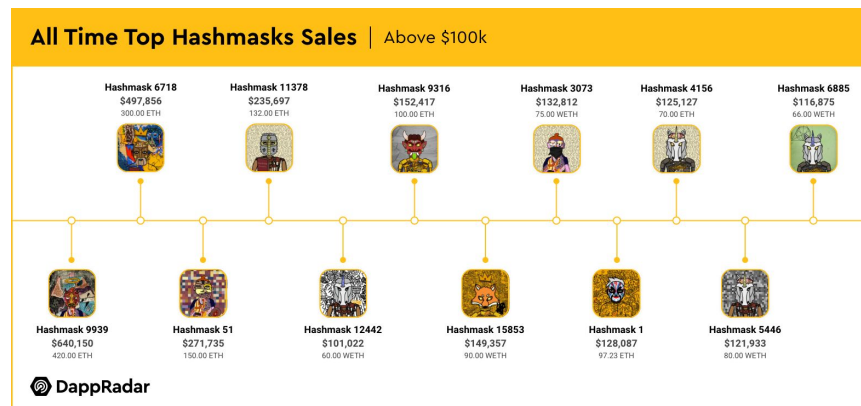 All Time Top Hashmasks Sales | Above $100k
Hashmask 6718
$497,856
300.00 ETH
Hashmask 11378
$235,697
132.00 ETH
Hashmask 9316
$152,417
100.00 ETH
Hashmask 3073
$132,812
75.00 WETH
Hashmask 4156
$125,127
70.00 ETH
Hashmask 6885
$116,875
66.00 WETH
Hashmask 9939
$640,150
420.00 ETH
Hashmask 51
$271,735
150.00 ETH
Hashmask 12442
$101,022
60.00 WETH
Hashmask 15853
$149,357
90.00 WETH
Hashmask 1
$128,087
97.23 ETH
Hashmask 5446
$121,933
80.00 WETH
DappRadar